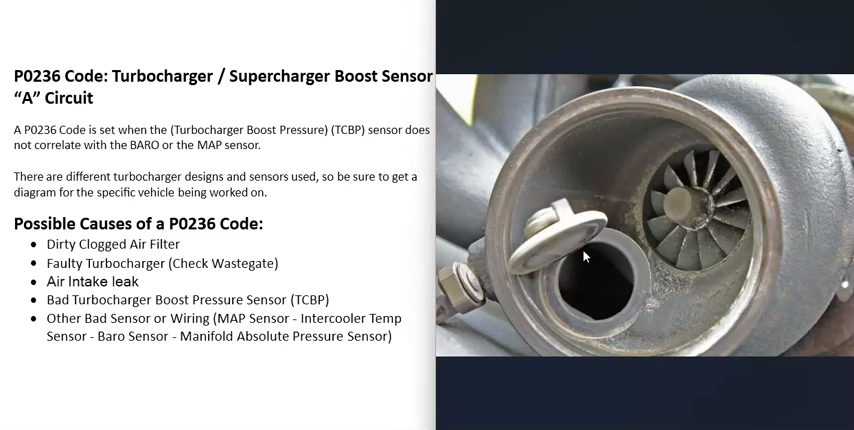 P0236 Code: Turbocharger / Supercharger Boost Sensor
“A” Circuit
A P0236 Code is set when the (Turbocharger Boost Pressure) (TCBP) sensor does
not correlate with the BARO or the MAP sensor.
There are different turbocharger designs and sensors used, so be sure to get a
diagram for the specific vehicle being worked on.
Possible Causes of a P0236 Code:
• Dirty Clogged Air Filter
• Faulty Turbocharger (Check Wastegate)
• Air Intake leak
• Bad Turbocharger Boost Pressure Sensor (TCBP)
• Other Bad Sensor or Wiring (MAP Sensor - Intercooler Temp
Sensor - Baro Sensor - Manifold Absolute Pressure Sensor)